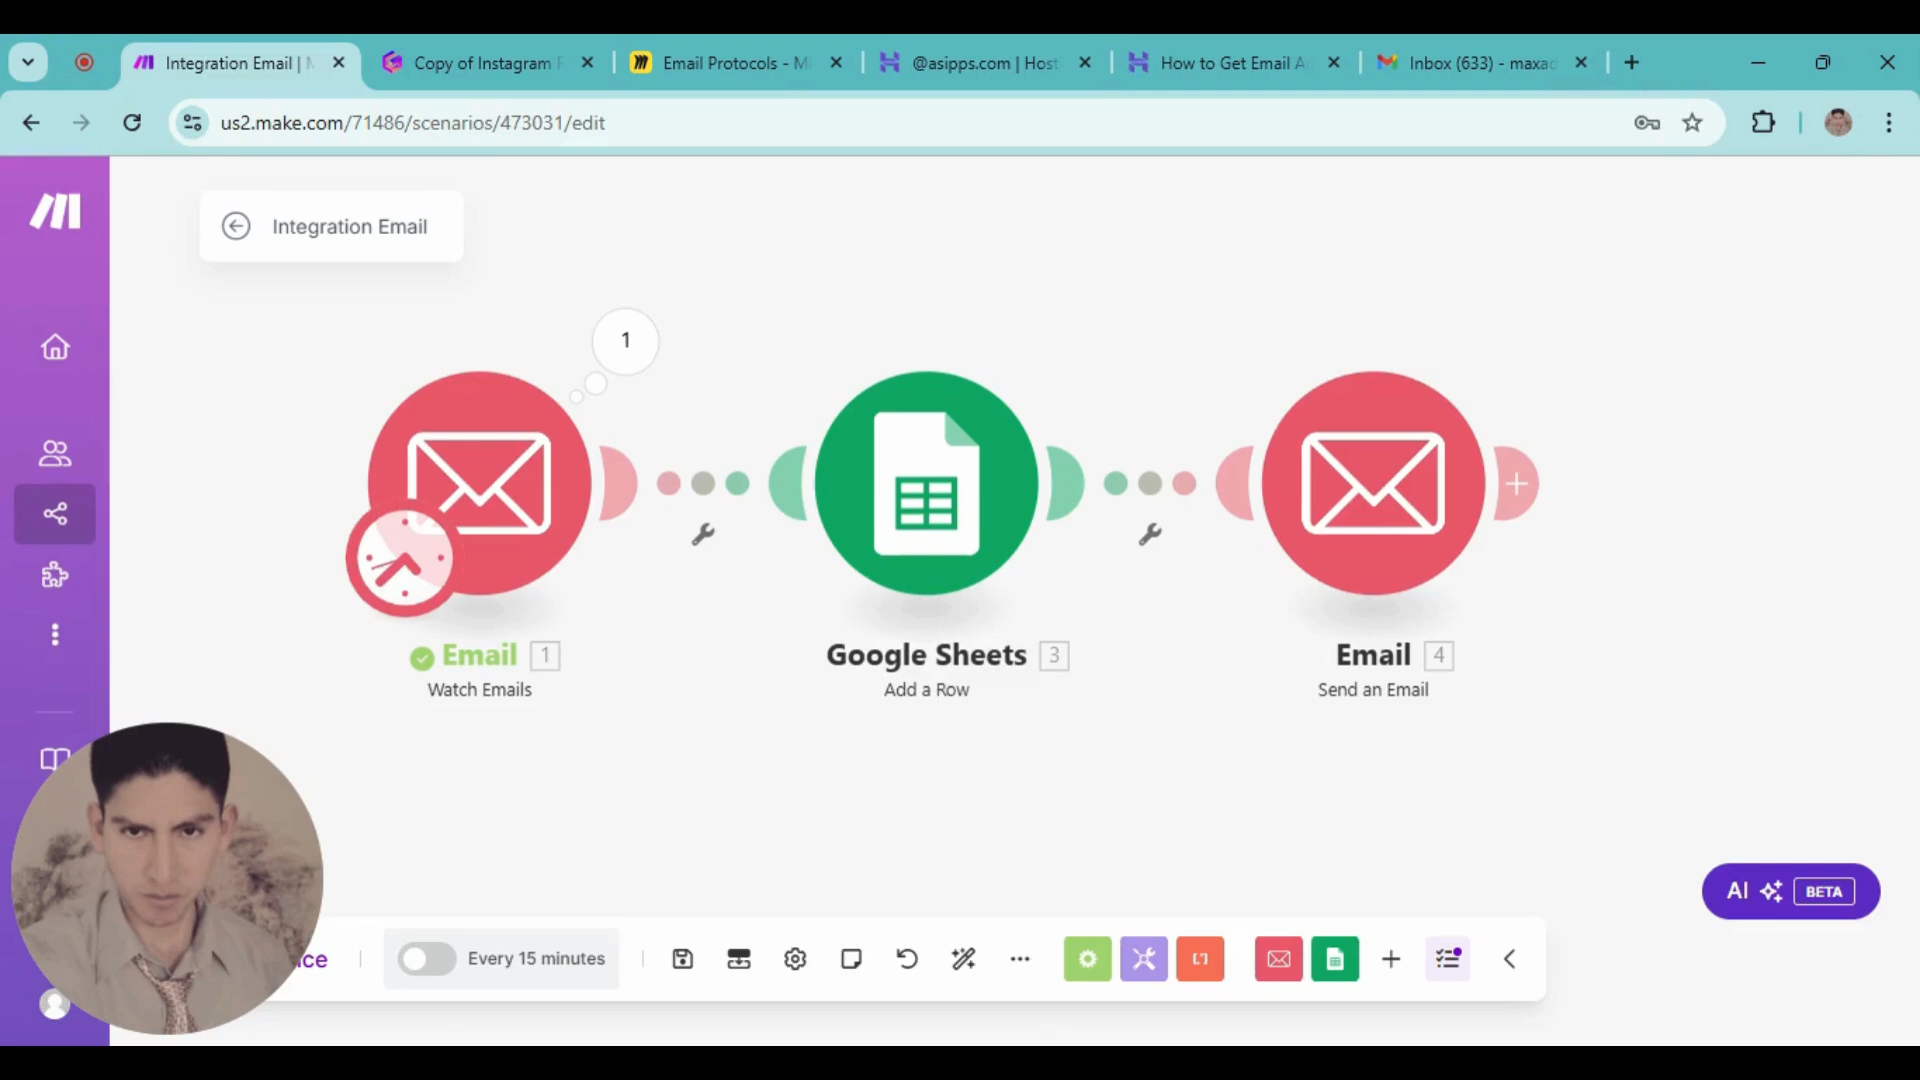 Integration Email |
Copy of Instagram
Email Protocols - M
@asipps.com | Host
How to Get Email A
Inbox (633) - maxad
us2.make.com/71486/scenarios/473031/edit
Integration Email
1
Email 1
Watch Emails
Google Sheets 3
Add a Row
Email 4
Send an Email
AI BETA
ce
Every 15 minutes